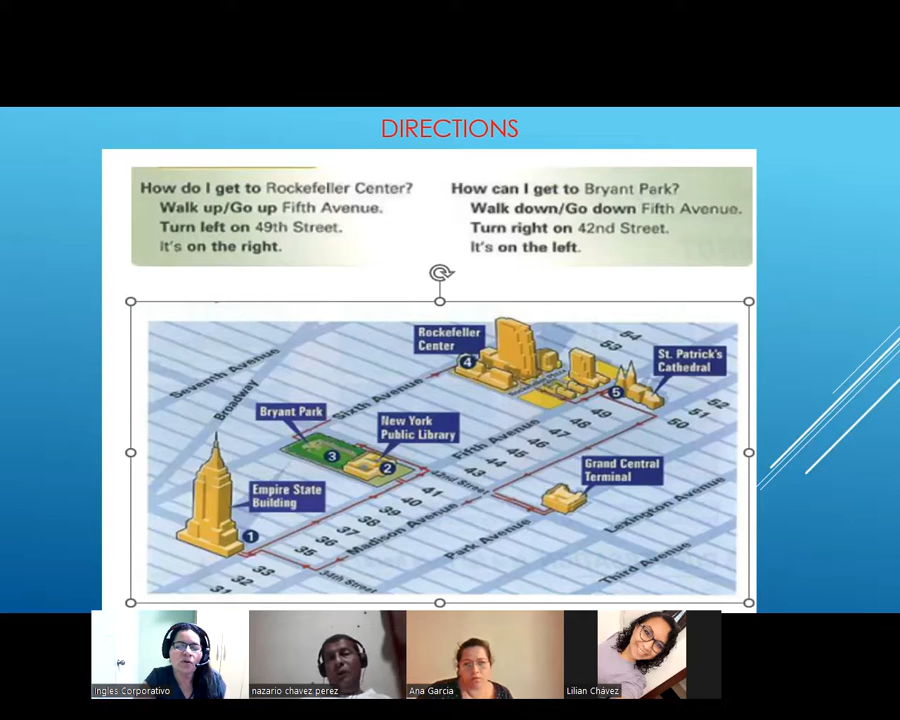 DIRECTIONS
How do I get to Rockefeller Center?
Walk up/Go up Fifth Avenue.
Turn left on 49th Street.
It's on the right.
How can I get to Bryant Park?
Walk down/Go down Fifth Avenue.
Turn right on 42nd Street.
It's on the left.
Rockefeller
Center
4
54
53
St. Patrick's
Cathedral
5
Seventh Avenue
Broadway
Sixth Avenue
Bryant Park
3
New York
Public Library
2
Fifth Avenue
52
51
50
49
48
47
46
45
44
43
42nd Street
41
40
39
38
37
36
35
34th Street
33
32
31
Empire State
Building
1
Grand Central
Terminal
Madison Avenue
Park Avenue
Lexington Avenue
Third Avenue
Ingles Corporativo
nazario chavez perez
Ana Garcia
Lilian Chávez